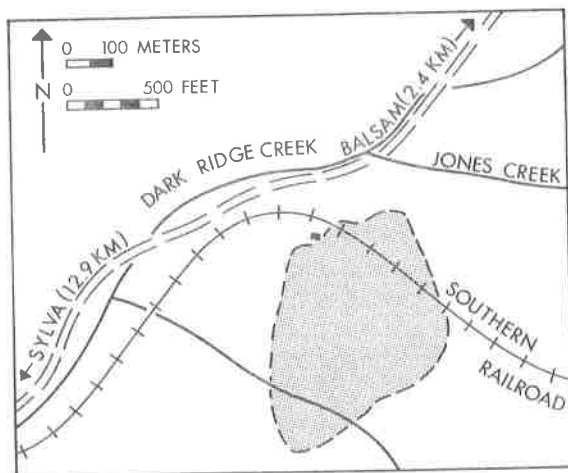 0 100 METERS
N
0 500 FEET
BALSAM (2.4 KM)
DARK RIDGE CREEK
JONES CREEK
SYLVA (12.9 KM)
SOUTHERN
RAILROAD